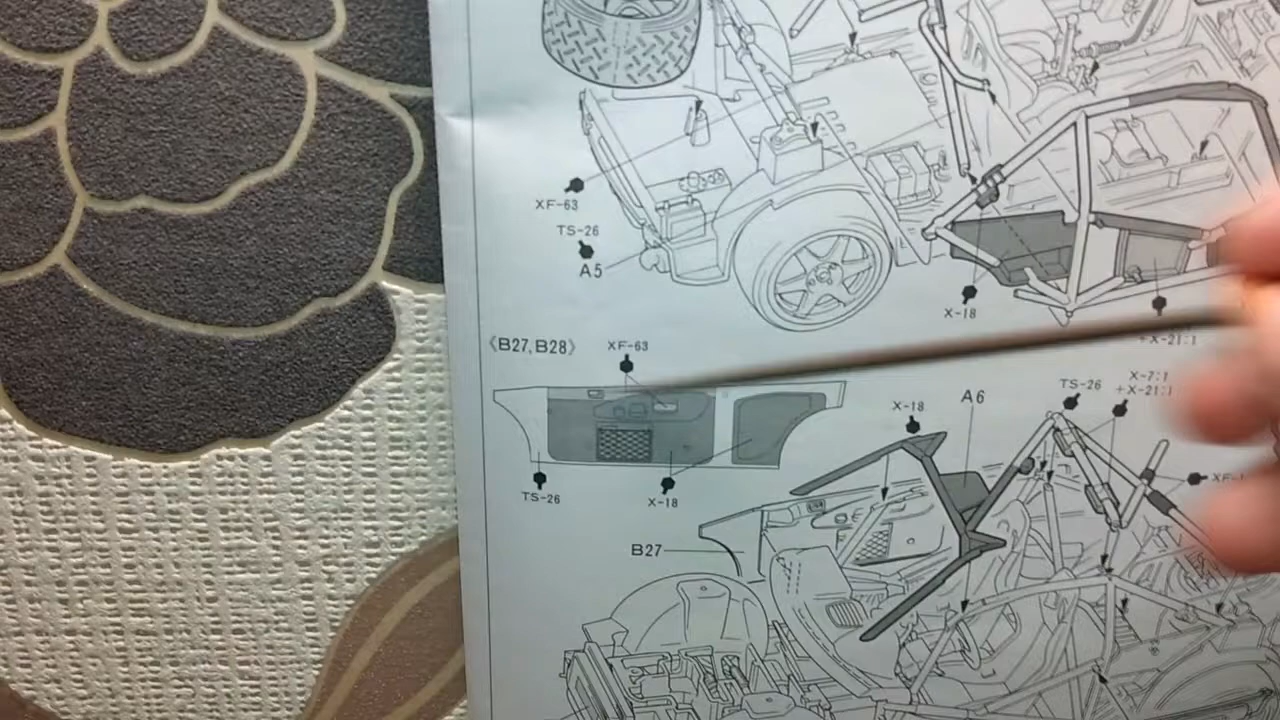 XF-63
TS-26
A5
X-18
+X-21:1
《B27, B28》
XF-63
TS-26
X-18
X-18
A6
TS-26
X-7:1
+X-21:1
B27